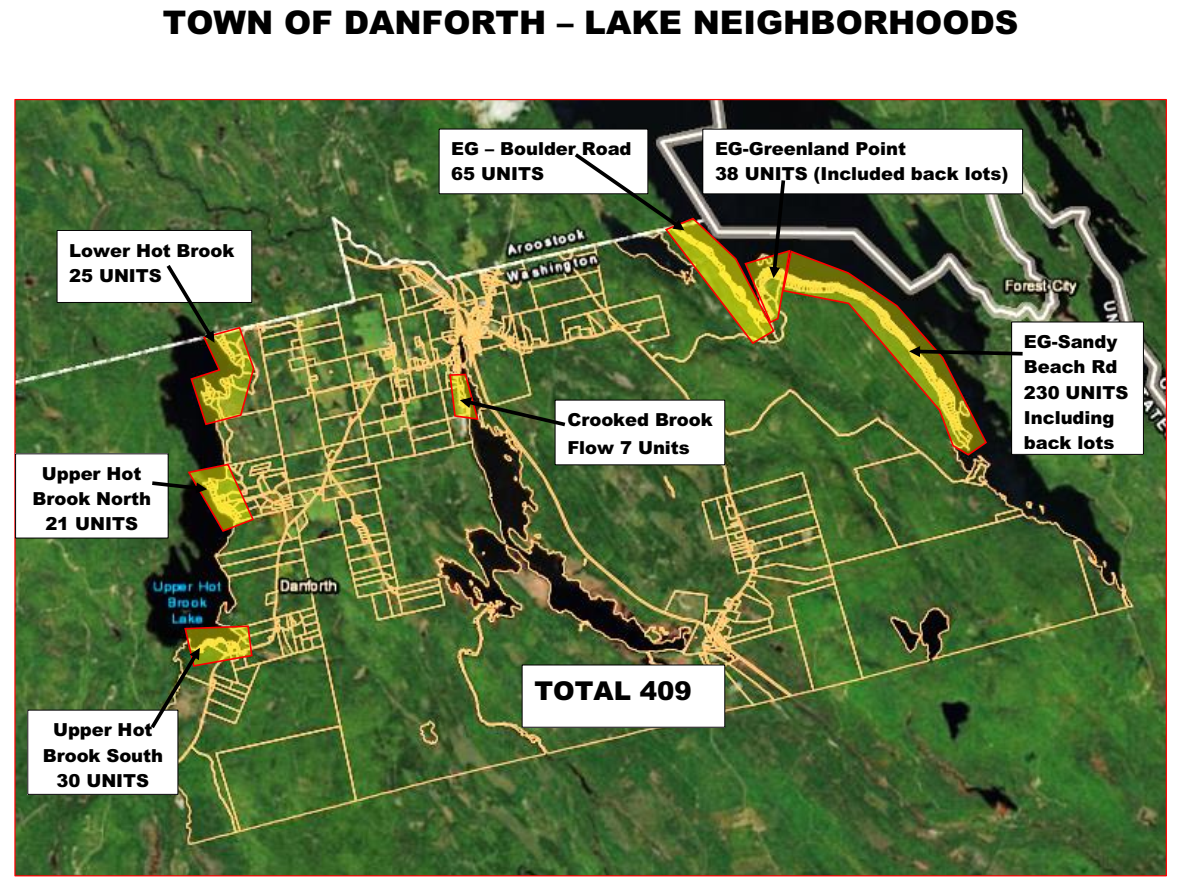 TOWN OF DANFORTH – LAKE NEIGHBORHOODS
EG – Boulder Road
65 UNITS
EG-Greenland Point
38 UNITS (Included back lots)
Lower Hot Brook
25 UNITS
Aroostook
Washington
Forest City
EG-Sandy
Beach Rd
230 UNITS
Including
back lots
Crooked Brook
Flow 7 Units
Upper Hot
Brook North
21 UNITS
Upper Hot
Brook
Lake
Danforth
TOTAL 409
Upper Hot
Brook South
30 UNITS